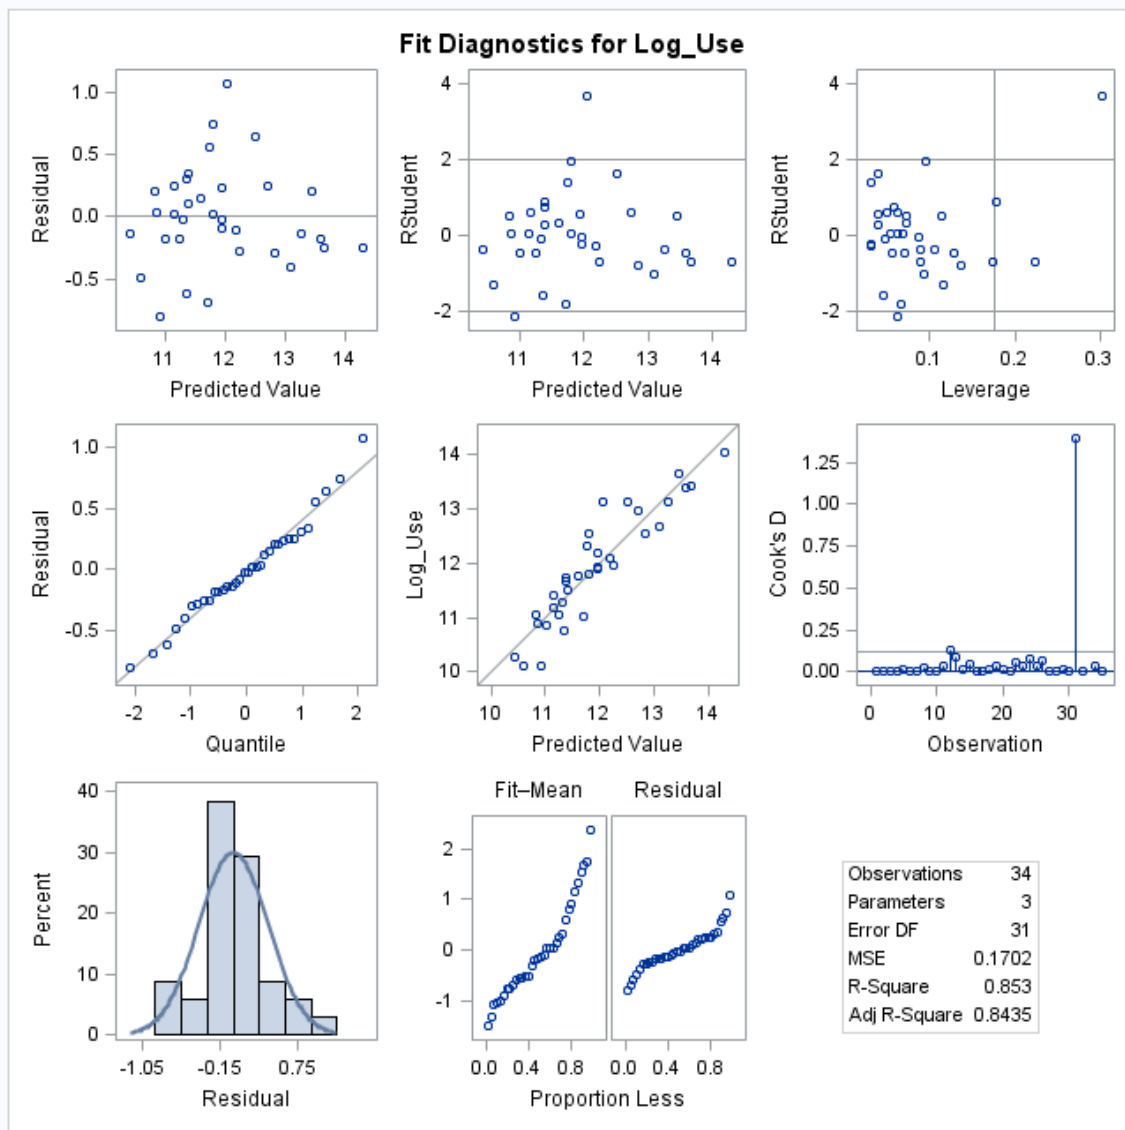 Fit Diagnostics for Log_Use
1.0
0.5
0.0
-0.5
Residual
11 12 13 14
Predicted Value
4
2
0
-2
RStudent
11 12 13 14
Predicted Value
4
2
0
-2
RStudent
0.1 0.2 0.3
Leverage
1.0
0.5
0.0
-0.5
Residual
-2 -1 0 1 2
Quantile
14
13
12
11
10
Log_Use
10 11 12 13 14
Predicted Value
1.25
1.00
0.75
0.50
0.25
0.00
Cook's D
0 10 20 30
Observation
40
30
20
10
0
Percent
-1.05 -0.15 0.75
Residual
Fit–Mean Residual
2
1
0
-1
0.0 0.4 0.8 0.0 0.4 0.8
Proportion Less
Observations 34
Parameters 3
Error DF 31
MSE 0.1702
R-Square 0.853
Adj R-Square 0.8435